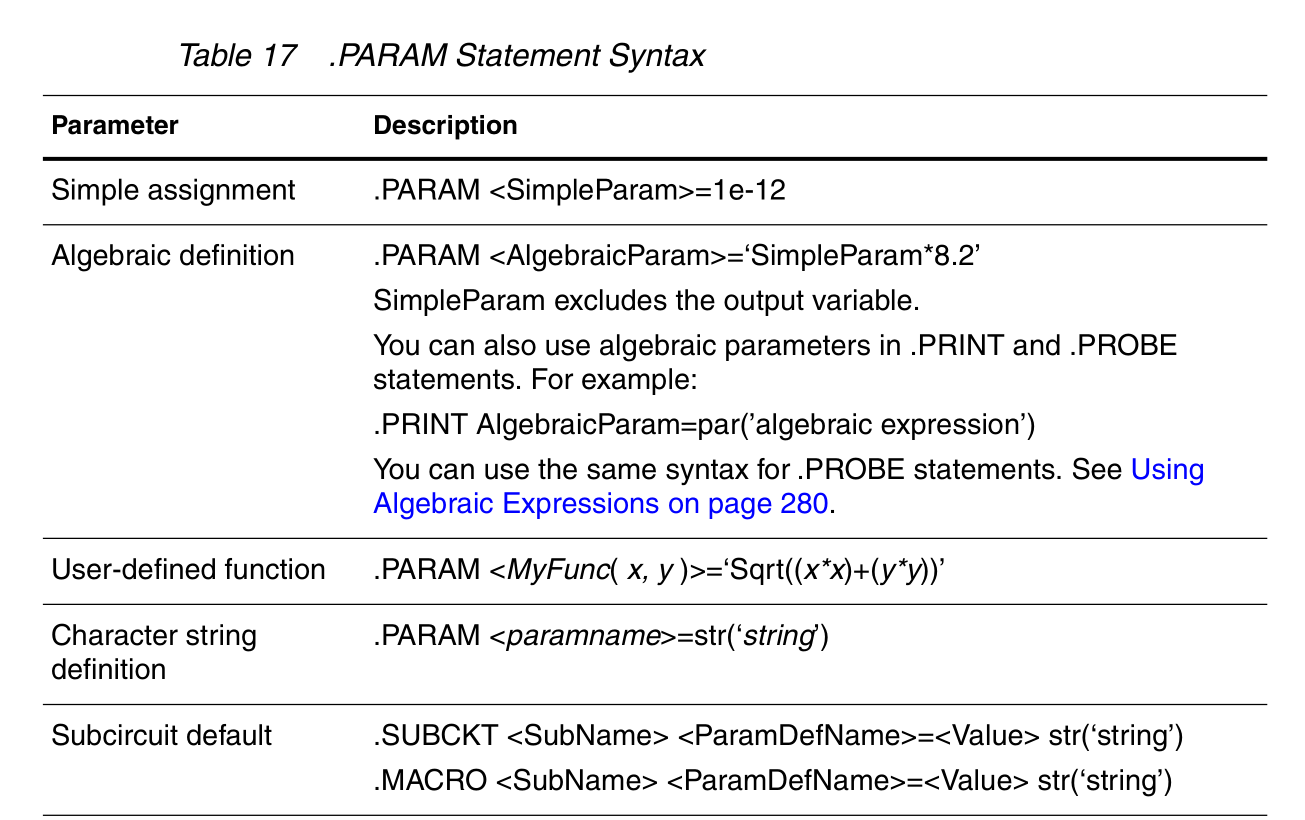 Table 17 .PARAM Statement Syntax
Parameter Description
Simple assignment .PARAM <SimpleParam>=1e-12
Algebraic definition .PARAM <AlgebraicParam>=‘SimpleParam*8.2’
SimpleParam excludes the output variable.
You can also use algebraic parameters in .PRINT and .PROBE
statements. For example:
.PRINT AlgebraicParam=par(’algebraic expression’)
You can use the same syntax for .PROBE statements. See Using
Algebraic Expressions on page 280.
User-defined function .PARAM <MyFunc( x, y )>=‘Sqrt((x*x)+(y*y))’
Character string .PARAM <paramname>=str(‘string’)
definition
Subcircuit default .SUBCKT <SubName> <ParamDefName>=<Value> str(‘string’)
.MACRO <SubName> <ParamDefName>=<Value> str(‘string’)